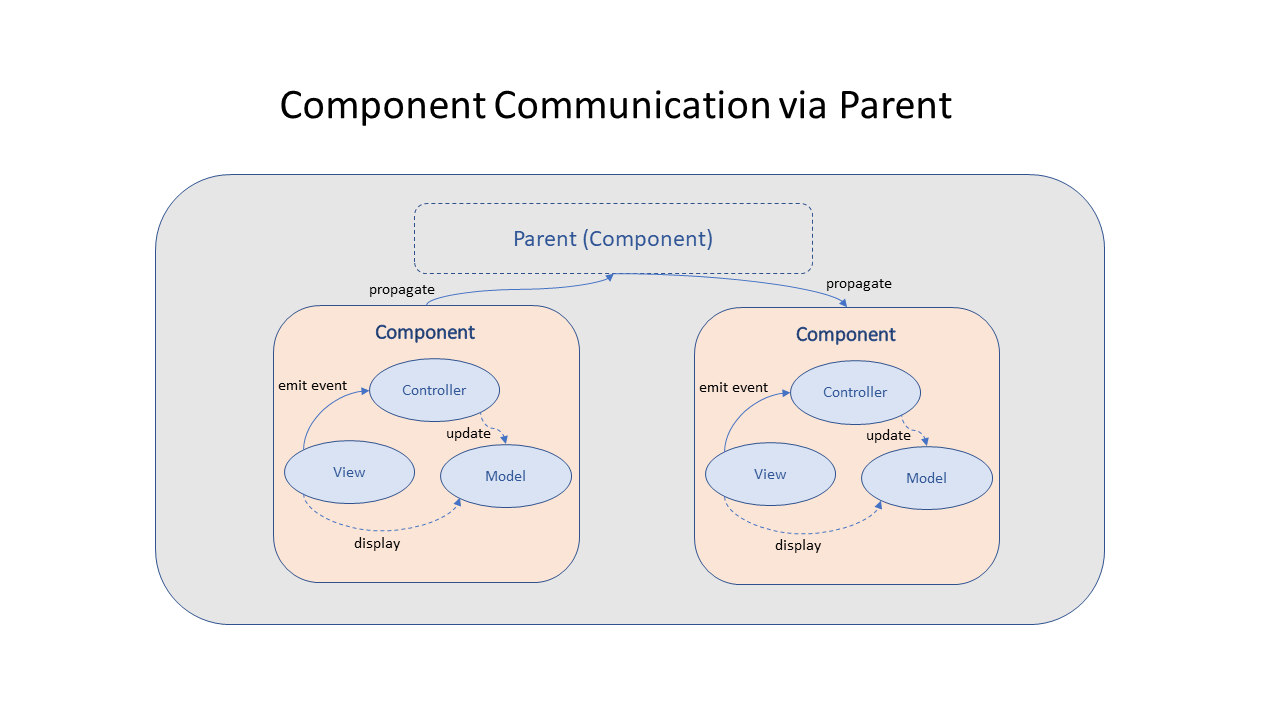 Component Communication via Parent
Parent (Component)
propagate
propagate
Component
emit event
Controller
update
View
Model
display
Component
emit event
Controller
update
View
Model
display